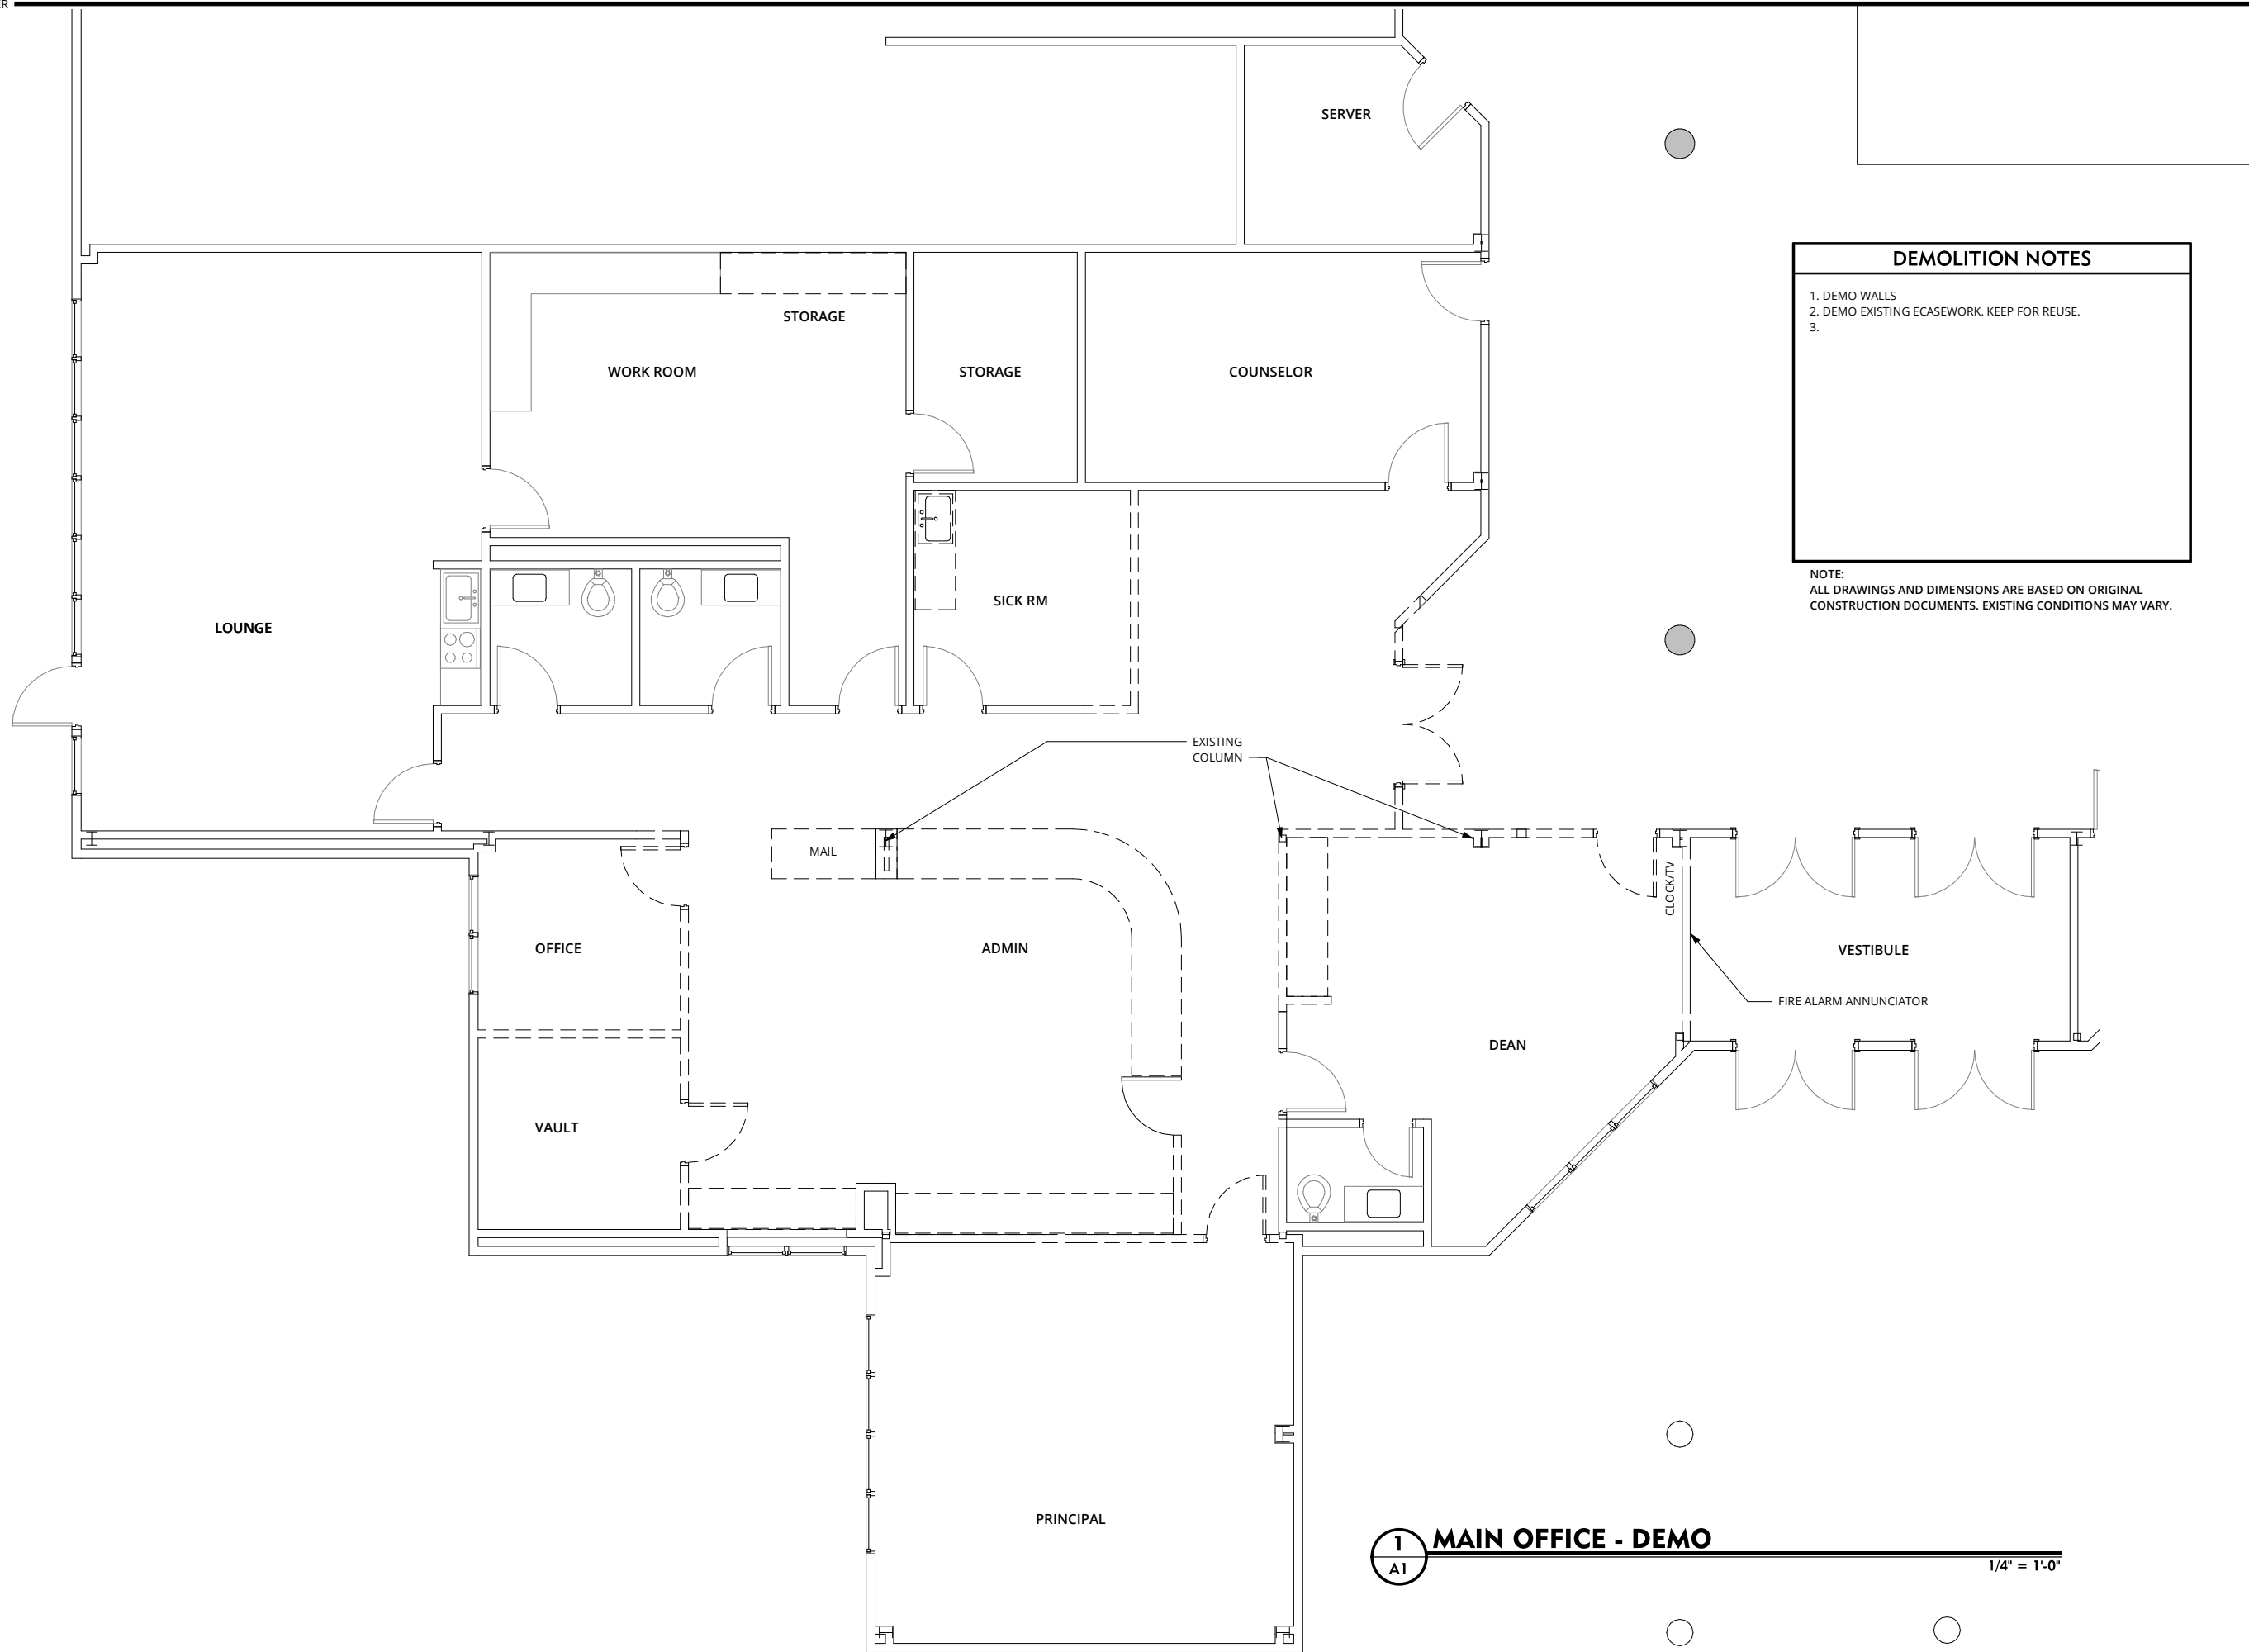 R
SERVER
DEMOLITION NOTES
1. DEMO WALLS
2. DEMO EXISTING ECASEWORK. KEEP FOR REUSE.
3.
NOTE:
ALL DRAWINGS AND DIMENSIONS ARE BASED ON ORIGINAL
CONSTRUCTION DOCUMENTS. EXISTING CONDITIONS MAY VARY.
STORAGE
WORK ROOM
STORAGE
COUNSELOR
SICK RM
LOUNGE
EXISTING
COLUMN
MAIL
CLOCK/TV
OFFICE
ADMIN
VESTIBULE
FIRE ALARM ANNUNCIATOR
DEAN
VAULT
PRINCIPAL
1
A1
MAIN OFFICE - DEMO
1/4" = 1'-0"